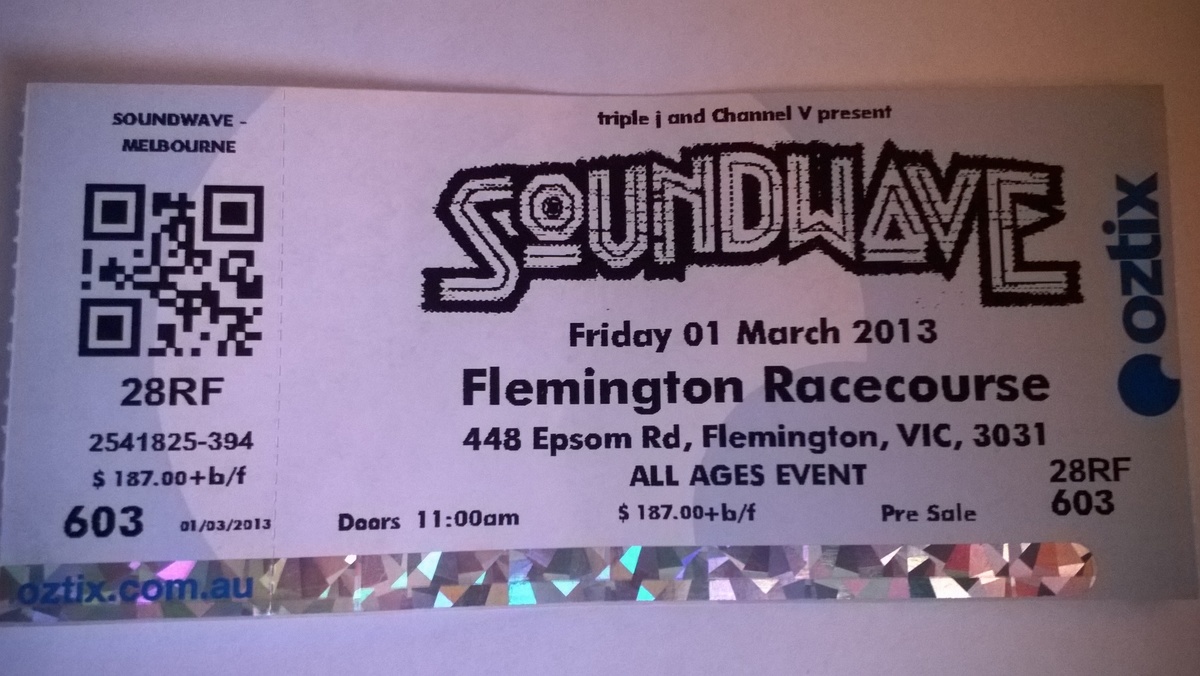 SOUNDWAVE -
MELBOURNE
28RF
2541825-394
$ 187.00+b/f
603 01/03/2013
triple j and Channel V present
SOUNDWAVE
Friday 01 March 2013
Flemington Racecourse
448 Epsom Rd, Flemington, VIC, 3031
ALL AGES EVENT
28RF
603
Doors 11:00am $ 187.00+b/f Pre Sale
oztix
oztix.com.au